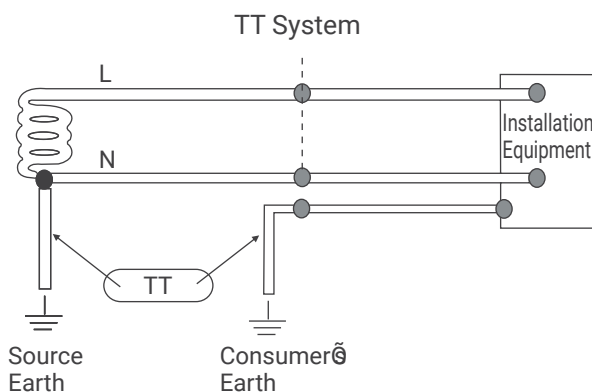 TT System
L
Installation
Equipment
N
TT
Source
Earth
Earth